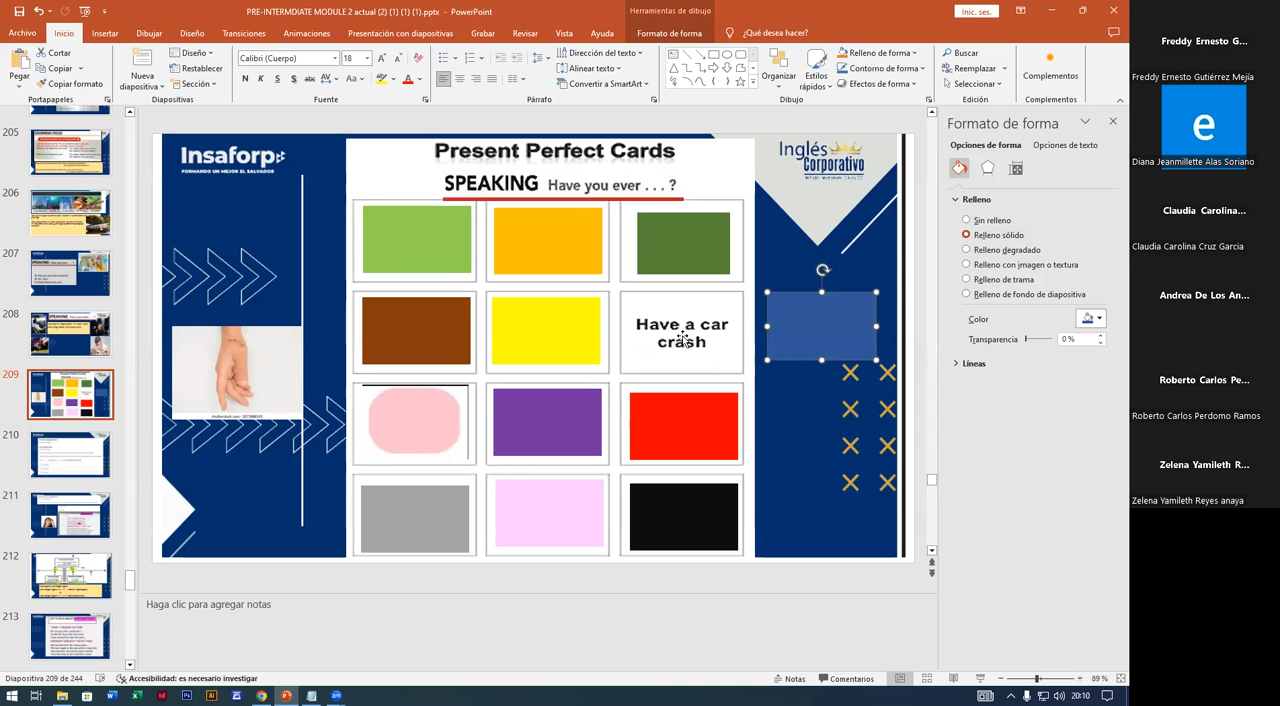 PRE-INTERMDIATE MODULE 2 actual (2) (1) (1) (1).pptx - PowerPoint
Herramientas de dibujo
Inic. ses.
Archivo Inicio Insertar Dibujar Diseño Transiciones Animaciones Presentación con diapositivas Grabar Revisar Vista Ayuda Formato de forma ¿Qué desea hacer?
Pegar
Cortar
Copiar
Copiar formato
Portapapeles
Nueva diapositiva
Diseño
Restablecer
Sección
Diapositivas
Calibri (Cuerpo) 18
N K S S abc AV Aa
Fuente
Párrafo
Dirección del texto
Alinear texto
Convertir a SmartArt
Organizar
Estilos rápidos
Relleno de forma
Contorno de forma
Efectos de forma
Dibujo
Buscar
Reemplazar
Seleccionar
Edición
Complementos
Complementos
205
206
207
208
209
210
211
212
213
Insaforp
FORMANDO UN MEJOR EL SALVADOR
Present Perfect Cards
SPEAKING Have you ever . . . ?
Inglés
Corporativo
Have a car
crash
Formato de forma
Opciones de forma Opciones de texto
Relleno
Sin relleno
Relleno sólido
Relleno degradado
Relleno con imagen o textura
Relleno de trama
Relleno de fondo de diapositiva
Color
Transparencia 0 %
Líneas
Haga clic para agregar notas
Diapositiva 209 de 244
Accesibilidad: es necesario investigar
Notas
Comentarios
89 %
20:10
Freddy Ernesto G...
Freddy Ernesto Gutiérrez Mejía
e
Diana Jeanmillette Alas Soriano
Claudia Carolina...
Claudia Carolina Cruz Garcia
Andrea De Los An...
Roberto Carlos Pe...
Roberto Carlos Perdomo Ramos
Zelena Yamileth R...
Zelena Yamileth Reyes anaya